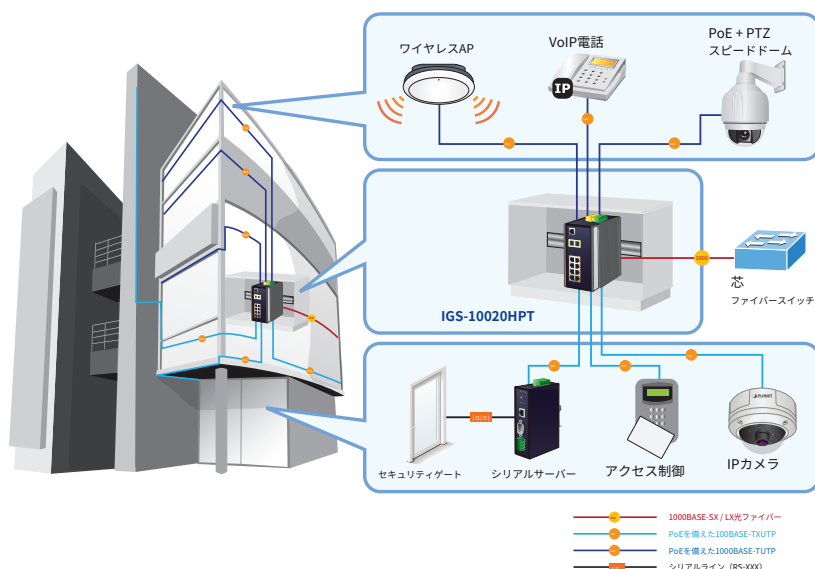 ワイヤレスAP
VoIP電話
PoE + PTZ
スピードドーム
IP
1000
芯
ファイバースイッチ
IGS-10020HPT
PLANET
セキュリティゲート
シリアルサーバー
アクセス制御
IPカメラ
1000BASE-SX / LX光ファイバー
PoEを備えた100BASE-TXUTP
PoEを備えた1000BASE-TUTP
シリアルライン（RS-XXX）